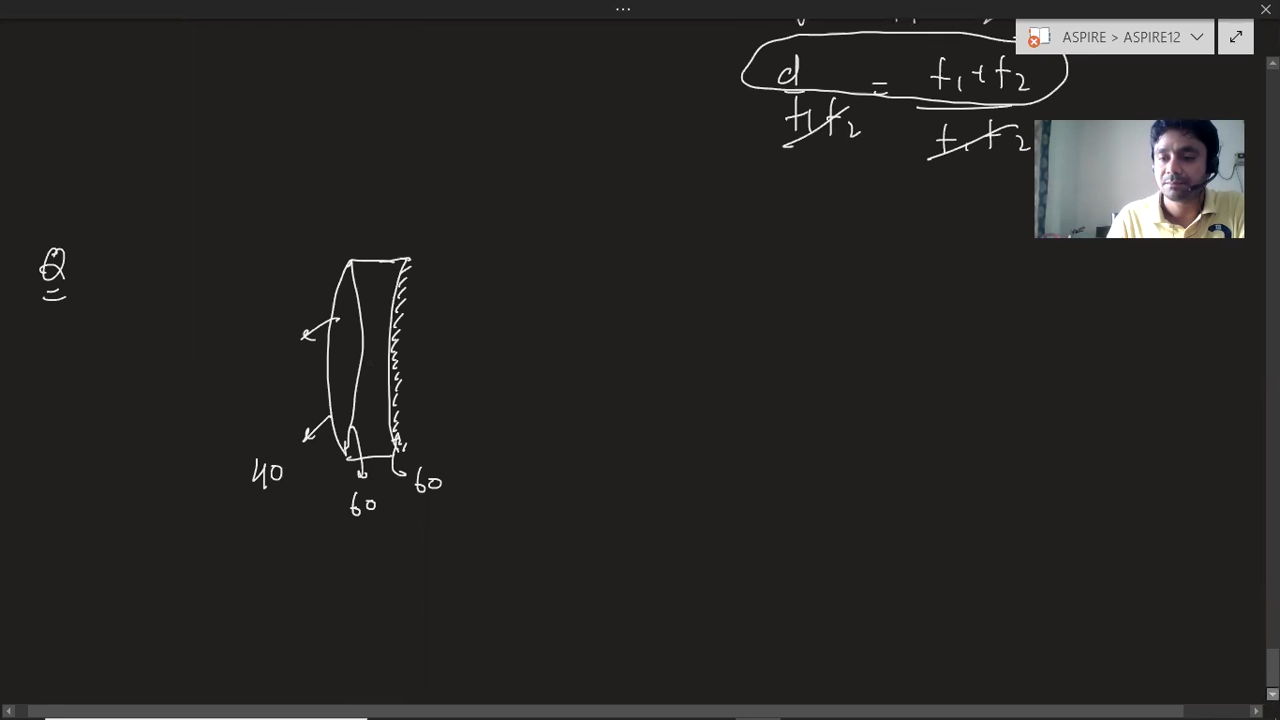 ...
ASPIRE > ASPIRE12
d = f₁ + f₂
f₁f₂ f₁f₂
Q
40
60
60